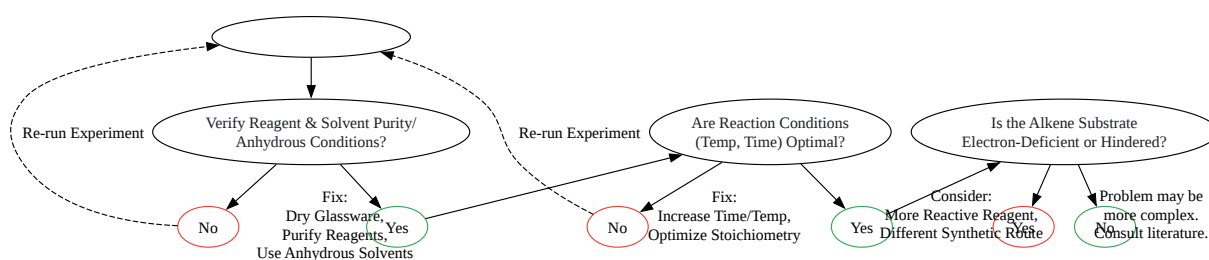 Re-run Experiment
Verify Reagent & Solvent Purity/
Anhydrous Conditions?
Re-run Experiment
Are Reaction Conditions
(Temp, Time) Optimal?
Is the Alkene Substrate
Electron-Deficient or Hindered?
No
Fix:
Dry Glassware,
Purify Reagents,
Use Anhydrous Solvents
Yes
No
Fix:
Increase Time/Temp,
Optimize Stoichiometry
Yes
Consider:
More Reactive Reagent,
Different Synthetic Route
Yes
No
Problem may be
more complex.
Consult literature.